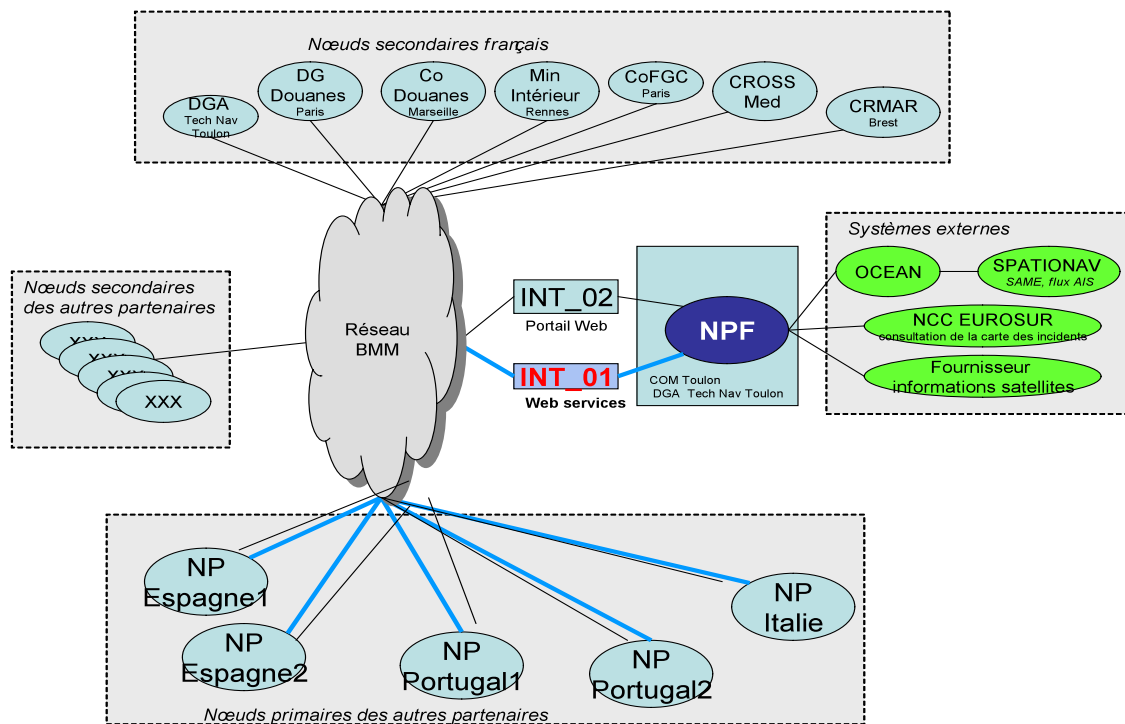 Nœuds secondaires français
DGA
Tech Nav
Toulon
DG
Douanes
Paris
Co
Douanes
Marseille
Min
Intérieur
Rennes
CoFGC
Paris
CROSS
Med
CRMAR
Brest
Nœuds secondaires
des autres partenaires
XXX
Réseau
BMM
INT_02
Portail Web
INT_01
Web services
NPF
COM Toulon
DGA Tech Nav Toulon
Systèmes externes
OCEAN
SPATIONAV
SAME, flux AIS
NCC EUROSUR
consultation de la carte des incidents
Fournisseur
informations satellites
NP
Espagne1
NP
Espagne2
NP
Portugal1
NP
Portugal2
NP
Italie
Nœuds primaires des autres partenaires